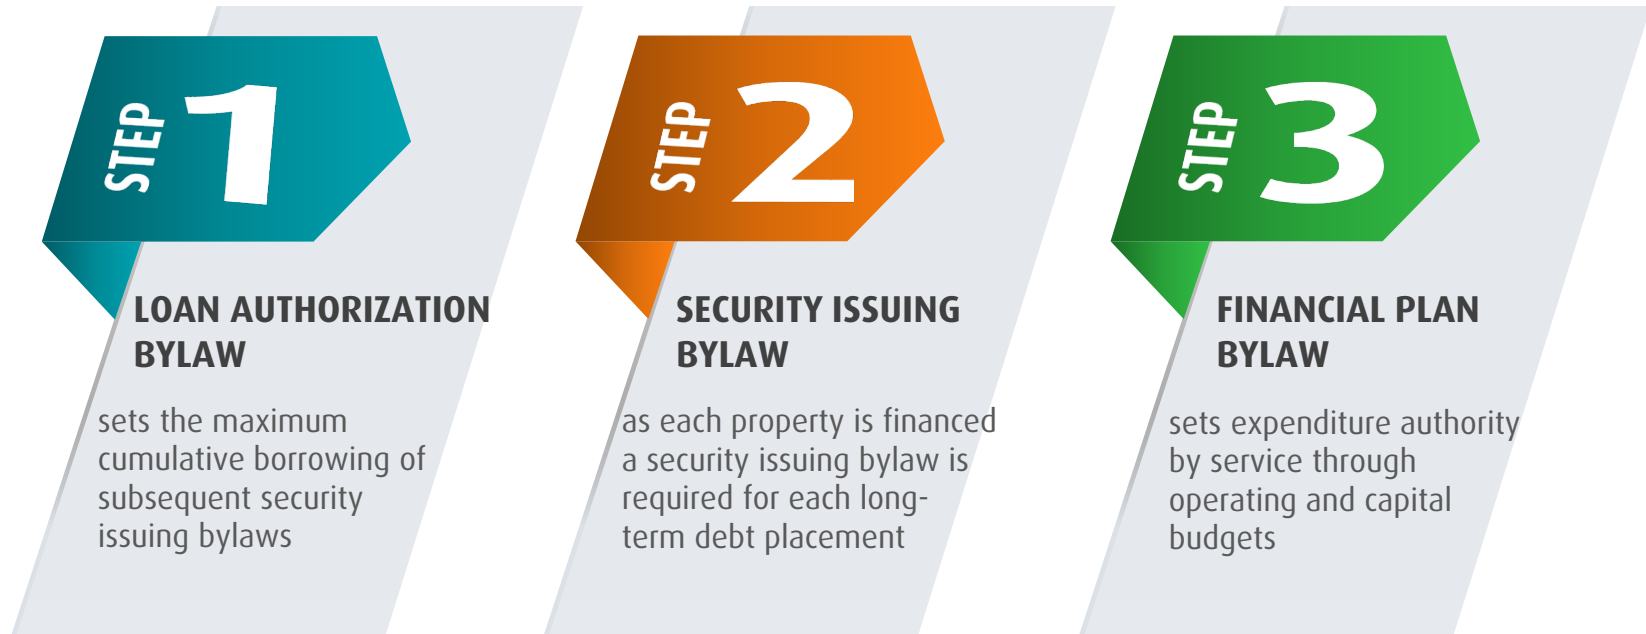 STEP 1
LOAN AUTHORIZATION
BYLAW
sets the maximum
cumulative borrowing of
subsequent security
issuing bylaws
STEP 2
SECURITY ISSUING
BYLAW
as each property is financed
a security issuing bylaw is
required for each long-
term debt placement
STEP 3
FINANCIAL PLAN
BYLAW
sets expenditure authority
by service through
operating and capital
budgets